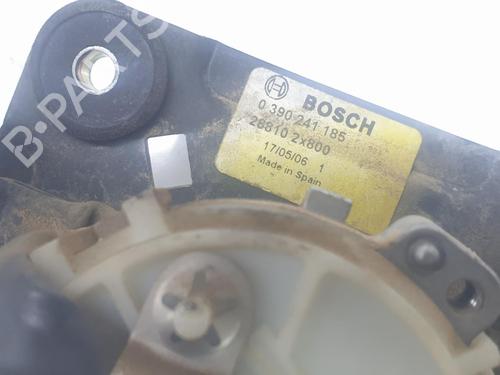 BOSCH
0 390 241 185
28810 2x800
17/05/06 1
Made in Spain
B-PARTS